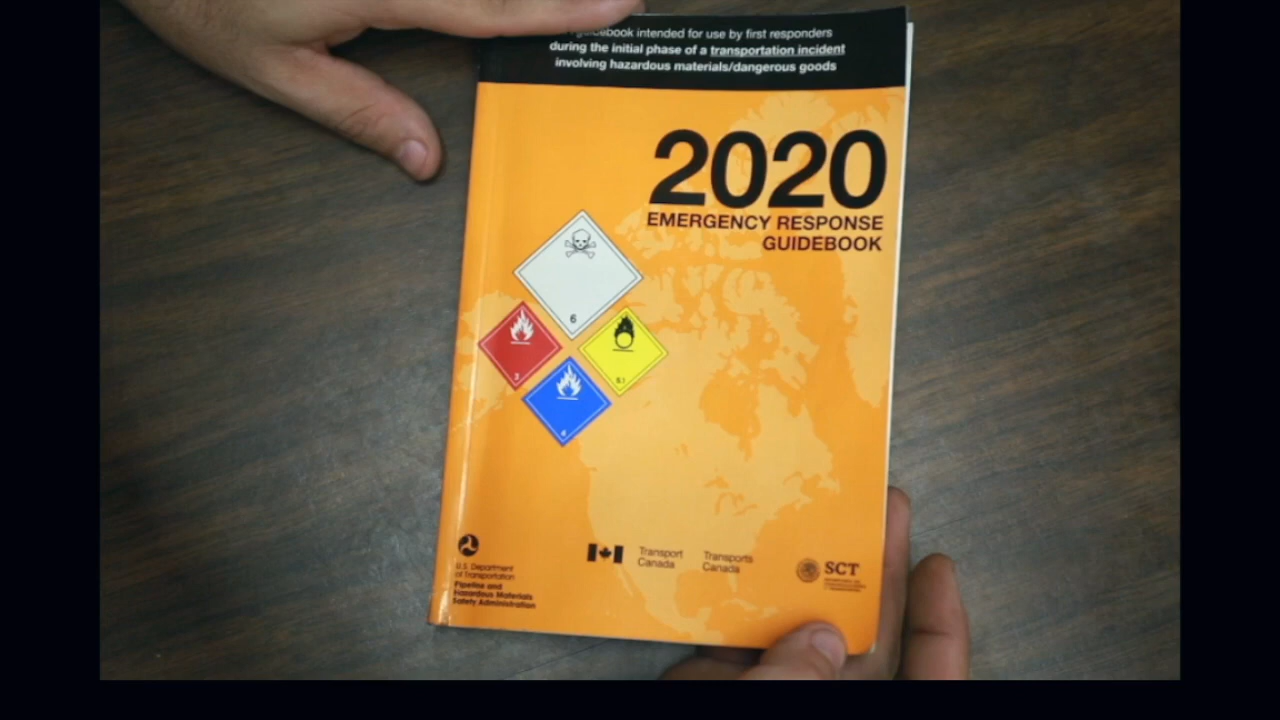 guidebook intended for use by first responders
during the initial phase of a transportation incident
involving hazardous materials/dangerous goods
2020
EMERGENCY RESPONSE
GUIDEBOOK
6
3
5.1
4
U.S. Department
of Transportation
Pipeline and
Hazardous Materials
Safety Administration
Transport
Canada
Transports
Canada
SCT